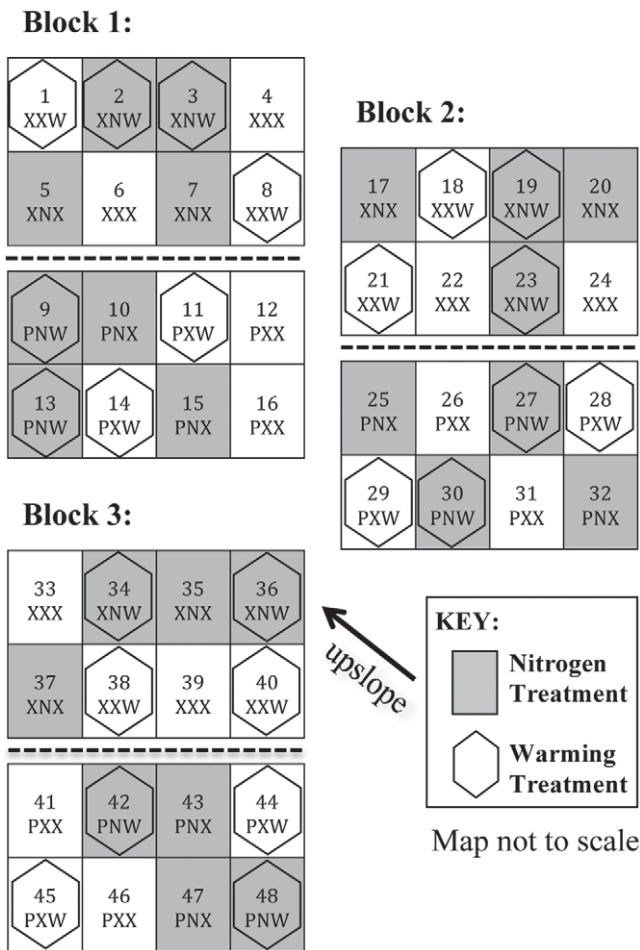 Block 1:
1 2 3 4
XXW XNW XNW XXX
5 6 7 8
XNX XXX XNX XXW
9 10 11 12
PNW PNX PXW PXX
13 14 15 16
PNW PXW PNX PXX
Block 2:
17 18 19 20
XNX XXW XNW XNX
21 22 23 24
XXW XXX XNW XXX
25 26 27 28
PNX PXX PNW PXW
29 30 31 32
PXW PNW PXX PNX
Block 3:
33 34 35 36
XXX XNW XNX XNW
37 38 39 40
XNX XXW XXX XXW
41 42 43 44
PXX PNW PNX PXW
45 46 47 48
PXW PXX PNX PNW
upslope
KEY:
Nitrogen
Treatment
Warming
Treatment
Map not to scale